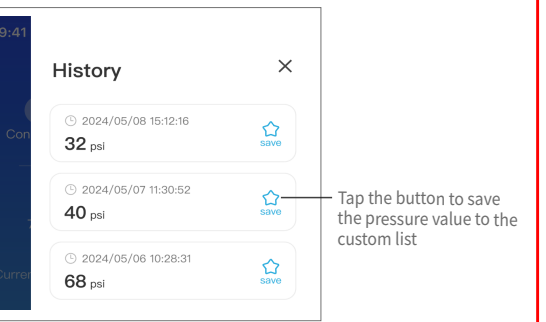 9:41
History
2024/05/08 15:12:16
32 psi
save
2024/05/07 11:30:52
40 psi
save
2024/05/06 10:28:31
68 psi
save
Tap the button to save
the pressure value to the
custom list